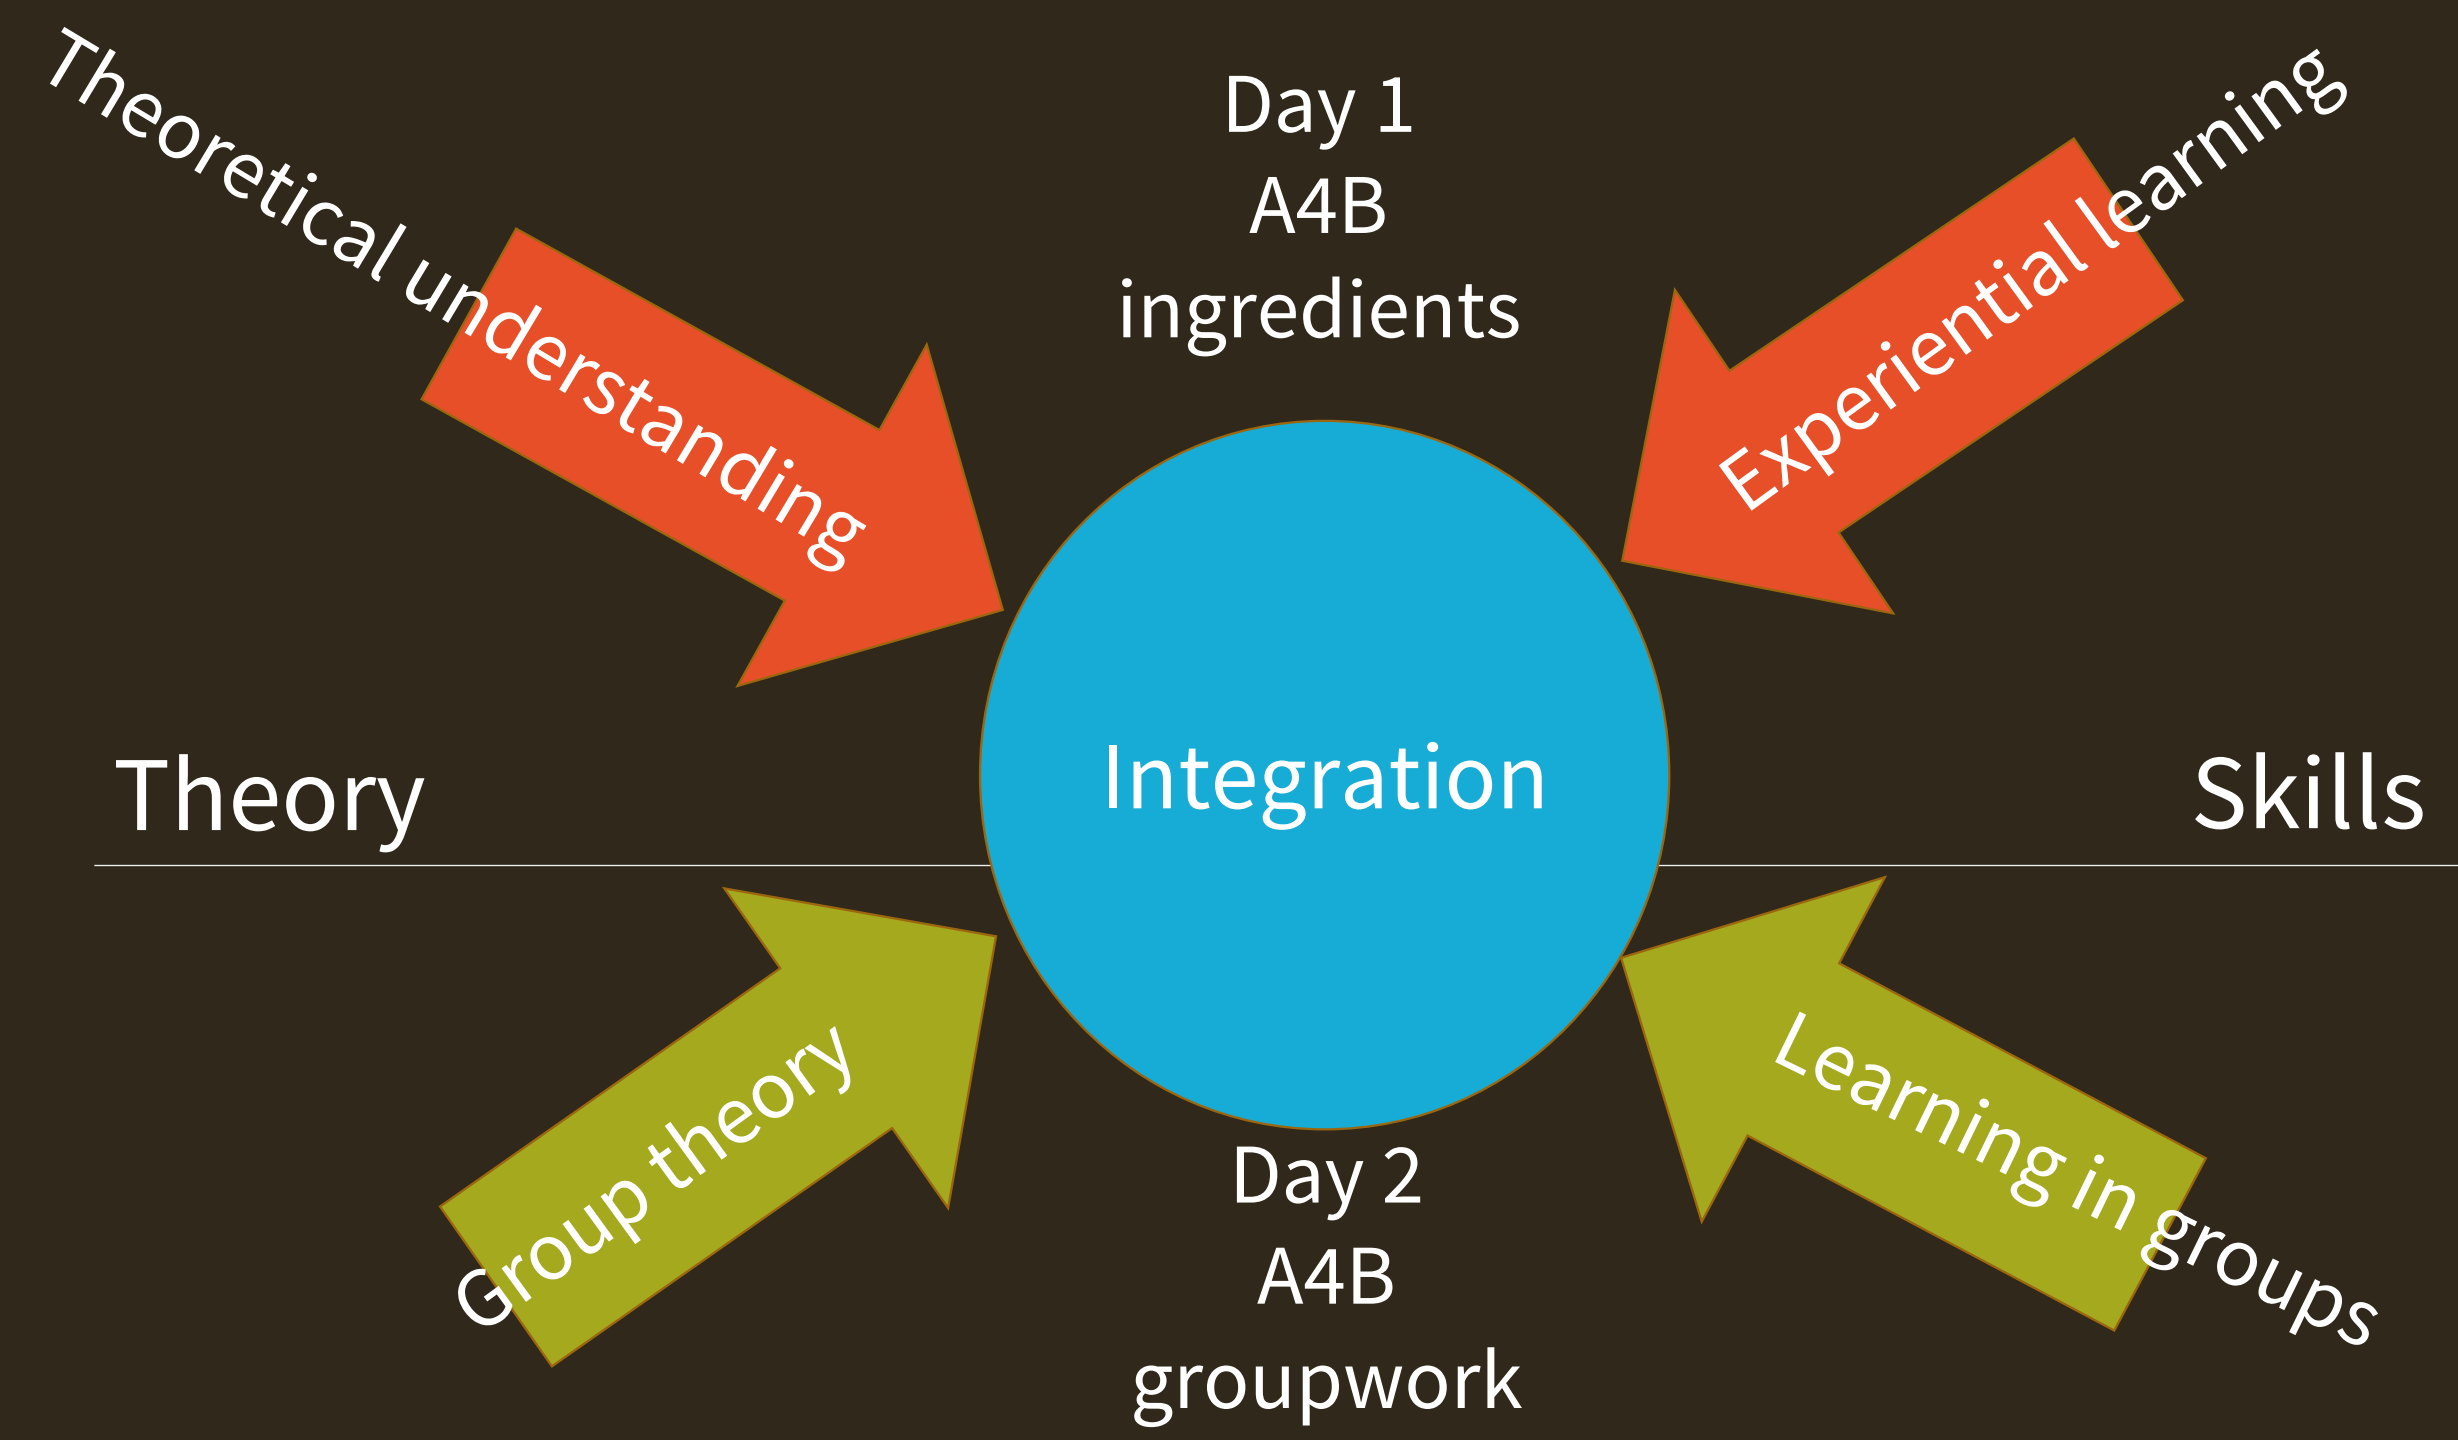 Theoretical understanding
Day 1
A4B
ingredients
Experiential learning
Theory
Integration
Skills
Group theory
Learning in groups
Day 2
A4B
groupwork